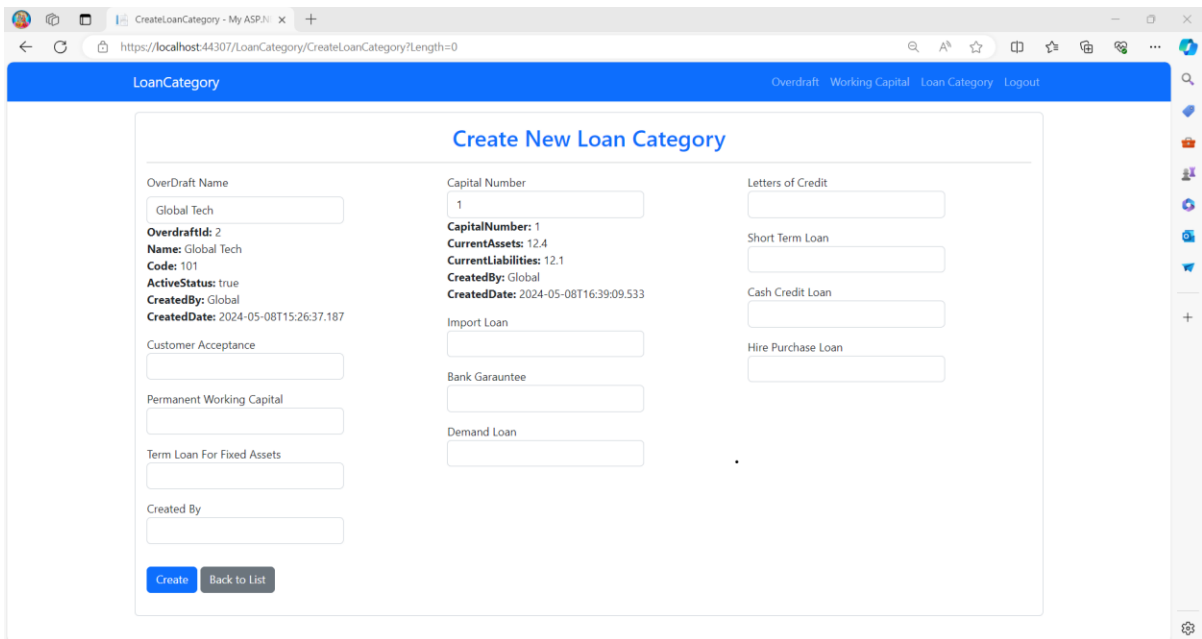 CreateLoanCategory - My ASP.N
https://localhost:44307/LoanCategory/CreateLoanCategory?Length=0
LoanCategory
Overdraft Working Capital Loan Category Logout
Create New Loan Category
OverDraft Name
Global Tech
OverdraftId: 2
Name: Global Tech
Code: 101
ActiveStatus: true
CreatedBy: Global
CreatedDate: 2024-05-08T15:26:37.187
Customer Acceptance
Permanent Working Capital
Term Loan For Fixed Assets
Created By
Capital Number
1
CapitalNumber: 1
CurrentAssets: 12.4
CurrentLiabilities: 12.1
CreatedBy: Global
CreatedDate: 2024-05-08T16:39:09.533
Import Loan
Bank Garauntee
Demand Loan
Letters of Credit
Short Term Loan
Cash Credit Loan
Hire Purchase Loan
Create
Back to List